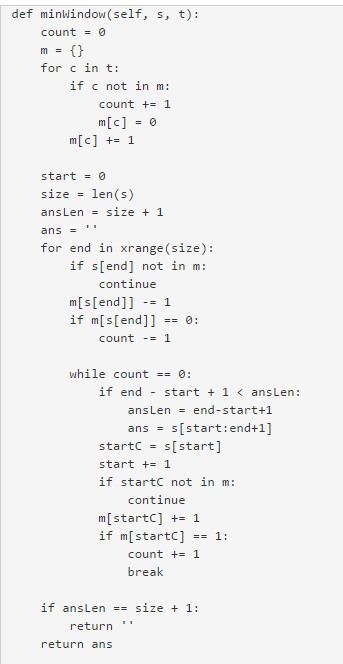 def minWindow(self, s, t):
    count = 0
    m = {}
    for c in t:
        if c not in m:
            count += 1
            m[c] = 0
        m[c] += 1

    start = 0
    size = len(s)
    ansLen = size + 1
    ans = ''
    for end in xrange(size):
        if s[end] not in m:
            continue
        m[s[end]] -= 1
        if m[s[end]] == 0:
            count -= 1

        while count == 0:
            if end - start + 1 < ansLen:
                ansLen = end-start+1
                ans = s[start:end+1]
            startC = s[start]
            start += 1
            if startC not in m:
                continue
            m[startC] += 1
            if m[startC] == 1:
                count += 1
                break

    if ansLen == size + 1:
        return ''
    return ans